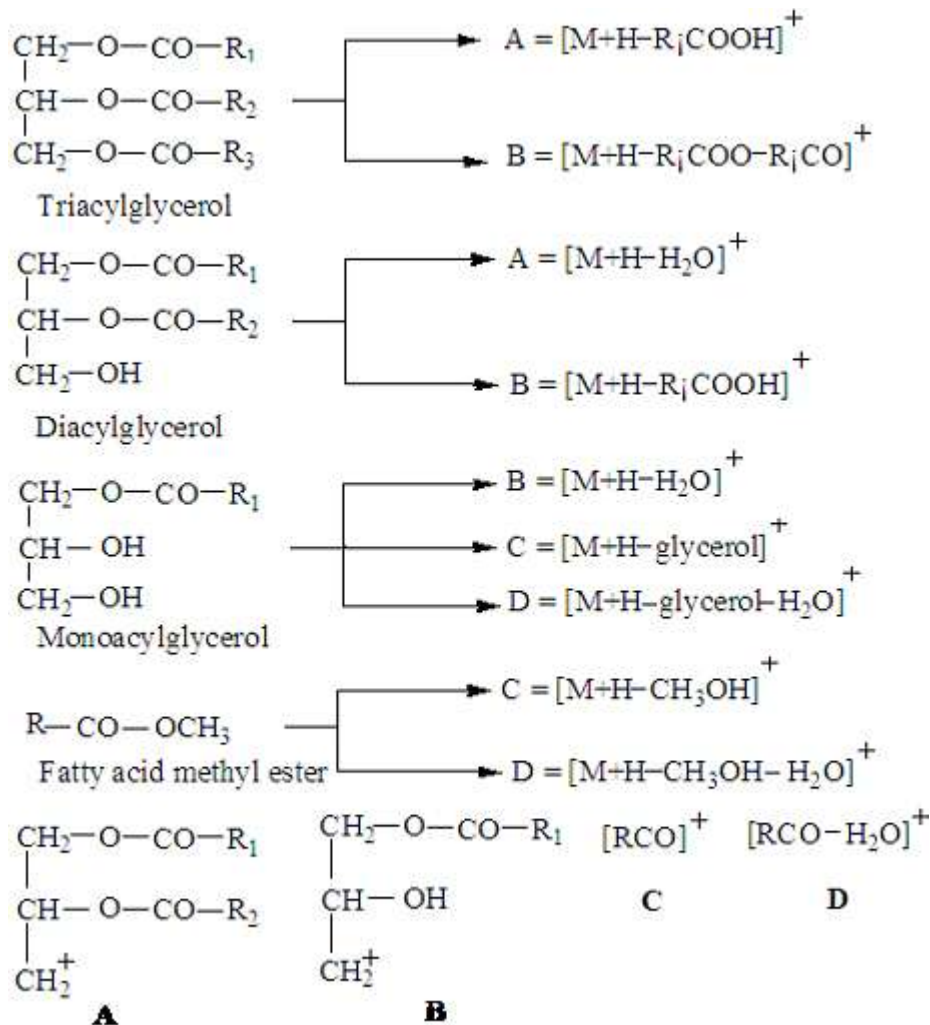 CH₂—O—CO—R₁
CH—O—CO—R₂
CH₂—O—CO—R₃
Triacylglycerol
A = [M+H−RᵢCOOH]⁺
B = [M+H−RᵢCOO−RᵢCO]⁺
CH₂—O—CO—R₁
CH—O—CO—R₂
CH₂—OH
Diacylglycerol
A = [M+H−H₂O]⁺
B = [M+H−RᵢCOOH]⁺
CH₂—O—CO—R₁
CH—OH
CH₂—OH
Monoacylglycerol
B = [M+H−H₂O]⁺
C = [M+H−glycerol]⁺
D = [M+H−glycerol−H₂O]⁺
R—CO—OCH₃
Fatty acid methyl ester
C = [M+H−CH₃OH]⁺
D = [M+H−CH₃OH−H₂O]⁺
CH₂—O—CO—R₁
CH—O—CO—R₂
CH₂⁺
A
CH₂—O—CO—R₁
CH—OH
CH₂⁺
B
[RCO]⁺
C
[RCO−H₂O]⁺
D